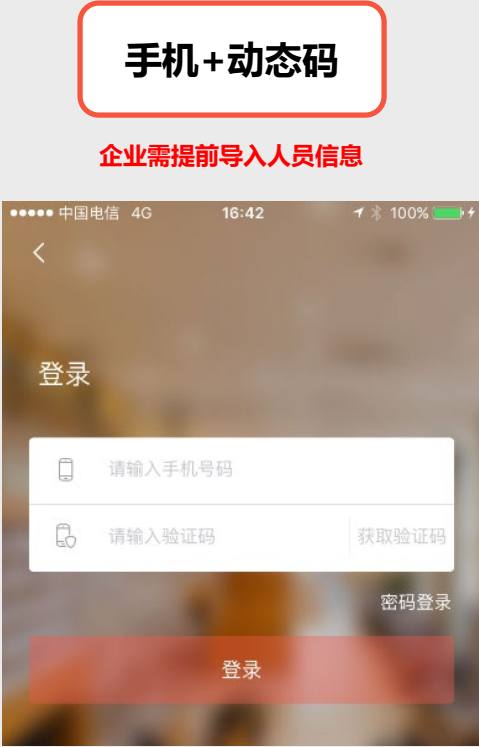 手机+动态码
企业需提前导入人员信息
中国电信 4G 16:42 100%
登录
请输入手机号码
请输入验证码 获取验证码
密码登录
登录